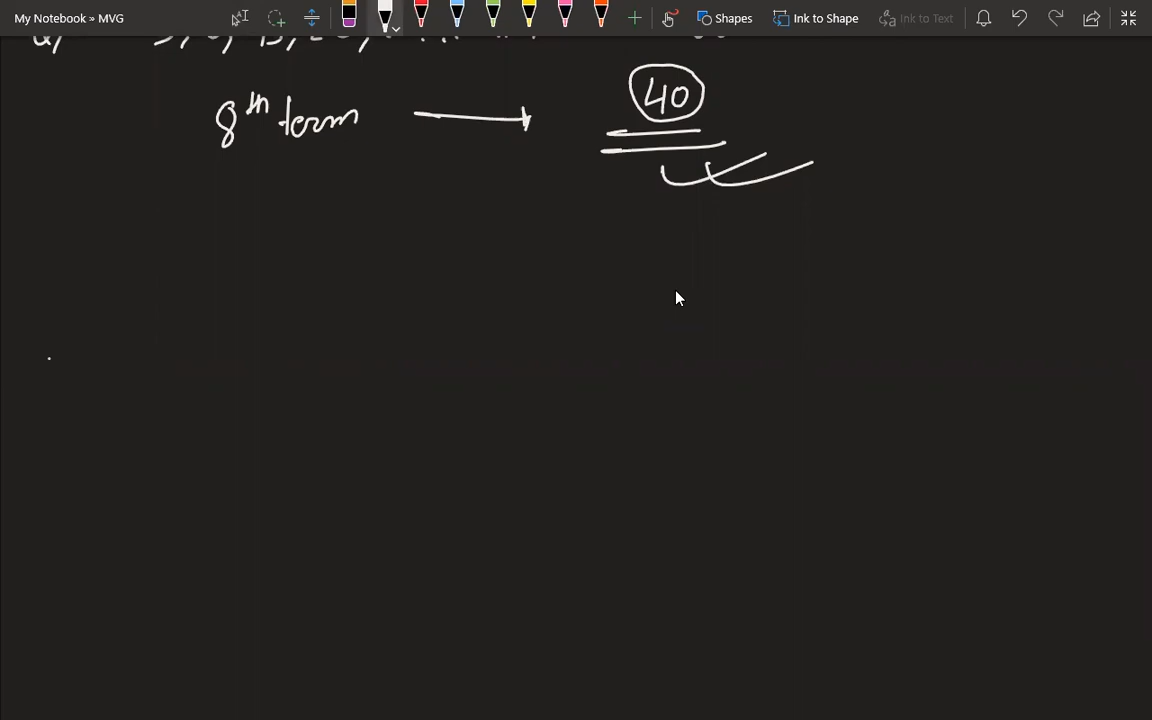 My Notebook » MVG Shapes Ink to Shape Ink to Text
8th term → 40